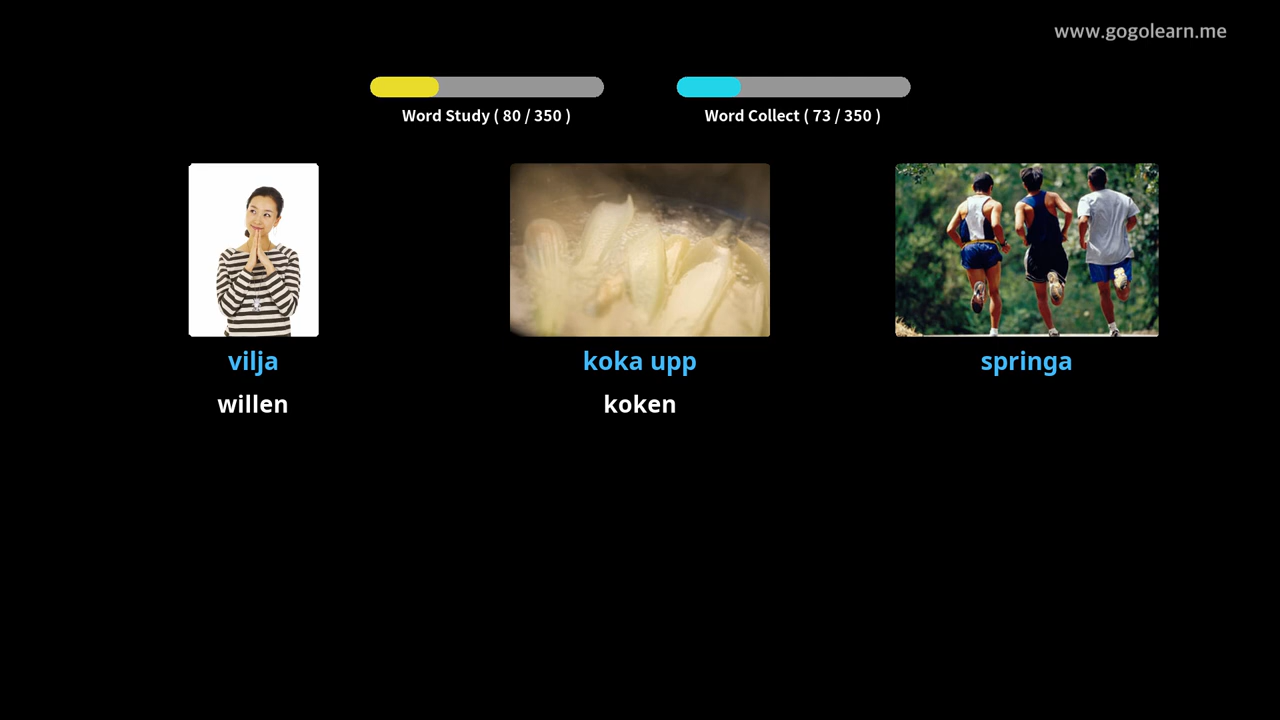 www.gogolearn.me
Word Study ( 80 / 350 )
Word Collect ( 73 / 350 )
vilja
koka upp
springa
willen
koken